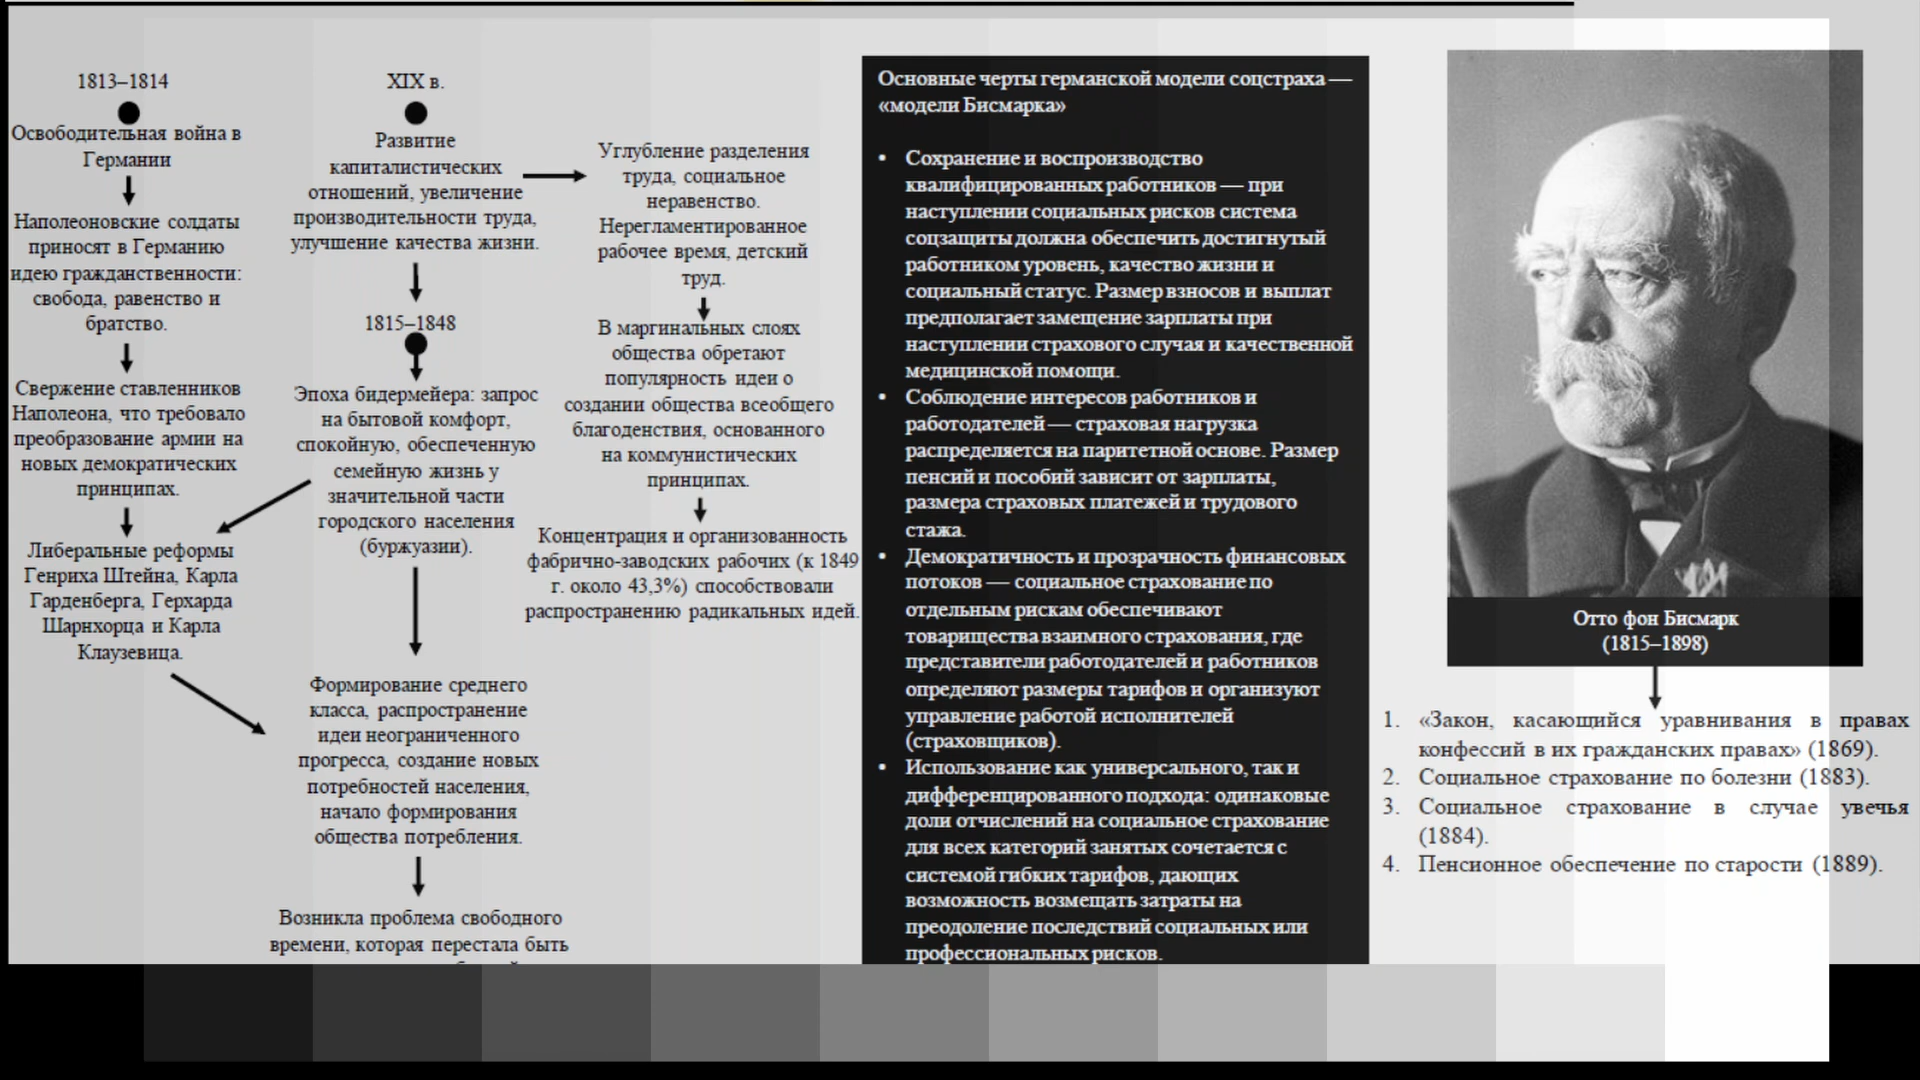 1813–1814
Освободительная война в
Германии
Наполеоновские солдаты
приносят в Германию
идею гражданственности:
свобода, равенство и
братство.
Свержение ставленников
Наполеона, что требовало
преобразование армии на
новых демократических
принципах.
Либеральные реформы
Генриха Штейна, Карла
Гарденберга, Герхарда
Шарнхорца и Карла
Клаузевица.
XIX в.
Развитие
капиталистических
отношений, увеличение
производительности труда,
улучшение качества жизни.
1815–1848
Эпоха бидермейера: запрос
на бытовой комфорт,
спокойную, обеспеченную
семейную жизнь у
значительной части
городского населения
(буржуазии).
Формирование среднего
класса, распространение
идеи неограниченного
прогресса, создание новых
потребностей населения,
начало формирования
общества потребления.
Возникла проблема свободного
времени, которая перестала быть
Углубление разделения
труда, социальное
неравенство.
Нерегламентированное
рабочее время, детский
труд.
В маргинальных слоях
общества обретают
популярность идеи о
создании общества всеобщего
благоденствия, основанного
на коммунистических
принципах.
Концентрация и организованность
фабрично-заводских рабочих (к 1849
г. около 43,3%) способствовали
распространению радикальных идей.
Основные черты германской модели соцстраха —
«модели Бисмарка»
• Сохранение и воспроизводство
квалифицированных работников — при
наступлении социальных рисков система
соцзащиты должна обеспечить достигнутый
работником уровень, качество жизни и
социальный статус. Размер взносов и выплат
предполагает замещение зарплаты при
наступлении страхового случая и качественной
медицинской помощи.
• Соблюдение интересов работников и
работодателей — страховая нагрузка
распределяется на паритетной основе. Размер
пенсий и пособий зависит от зарплаты,
размера страховых платежей и трудового
стажа.
• Демократичность и прозрачность финансовых
потоков — социальное страхование по
отдельным рискам обеспечивают
товарищества взаимного страхования, где
представители работодателей и работников
определяют размеры тарифов и организуют
управление работой исполнителей
(страховщиков).
• Использование как универсального, так и
дифференцированного подхода: одинаковые
доли отчислений на социальное страхование
для всех категорий занятых сочетается с
системой гибких тарифов, дающих
возможность возмещать затраты на
преодоление последствий социальных или
профессиональных рисков.
Отто фон Бисмарк
(1815–1898)
1. «Закон, касающийся уравнивания в правах
конфессий в их гражданских правах» (1869).
2. Социальное страхование по болезни (1883).
3. Социальное страхование в случае увечья
(1884).
4. Пенсионное обеспечение по старости (1889).